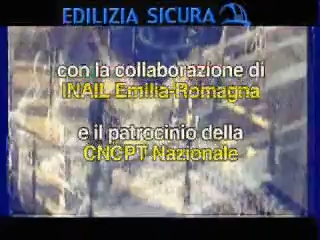 EDILIZIA SICURA
con la collaborazione di
INAIL Emilia-Romagna
e il patrocinio della
CNCPT Nazionale